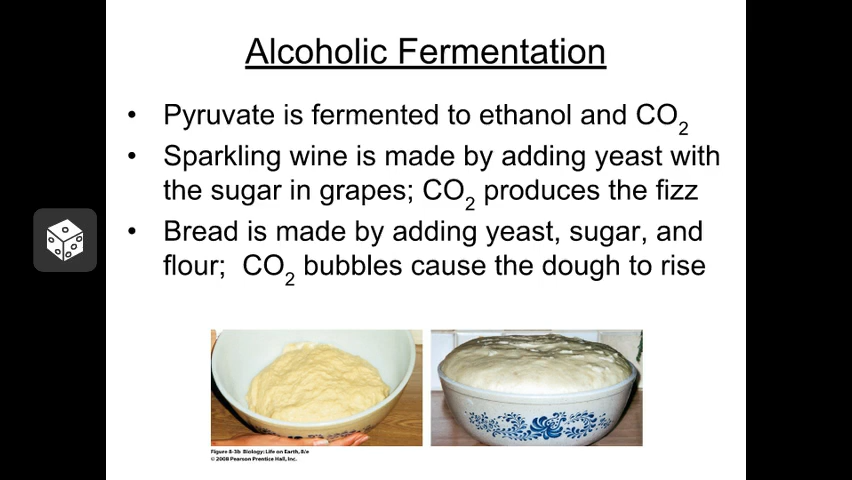 Alcoholic Fermentation
• Pyruvate is fermented to ethanol and CO₂
• Sparkling wine is made by adding yeast with
the sugar in grapes; CO₂ produces the fizz
• Bread is made by adding yeast, sugar, and
flour;  CO₂ bubbles cause the dough to rise
Figure 8-3b Biology: Life on Earth, 8/e
© 2008 Pearson Prentice Hall, Inc.